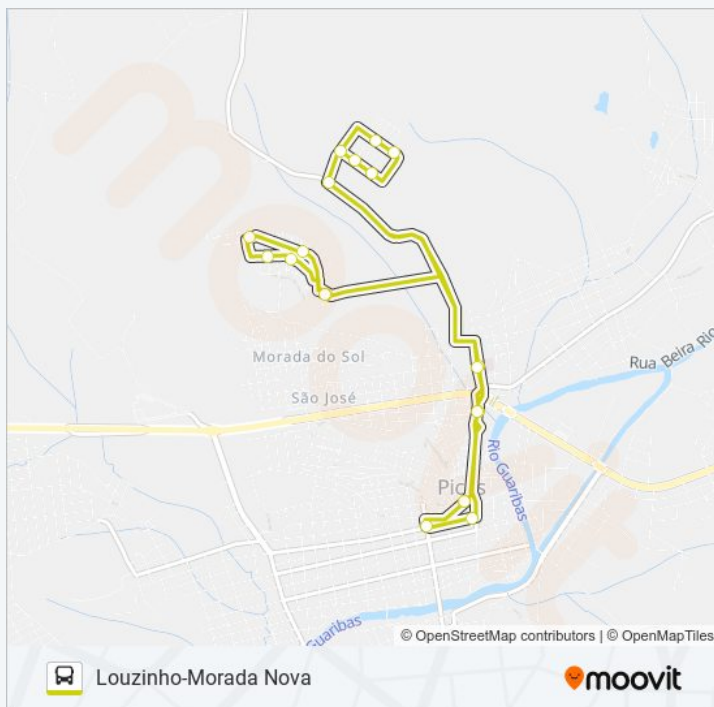 Morada do Sol
São José
Rua Beira Rio
Rio Guaribas
Picos
Guaribas
© OpenStreetMap contributors | © OpenMapTiles
Louzinho-Morada Nova
moovit